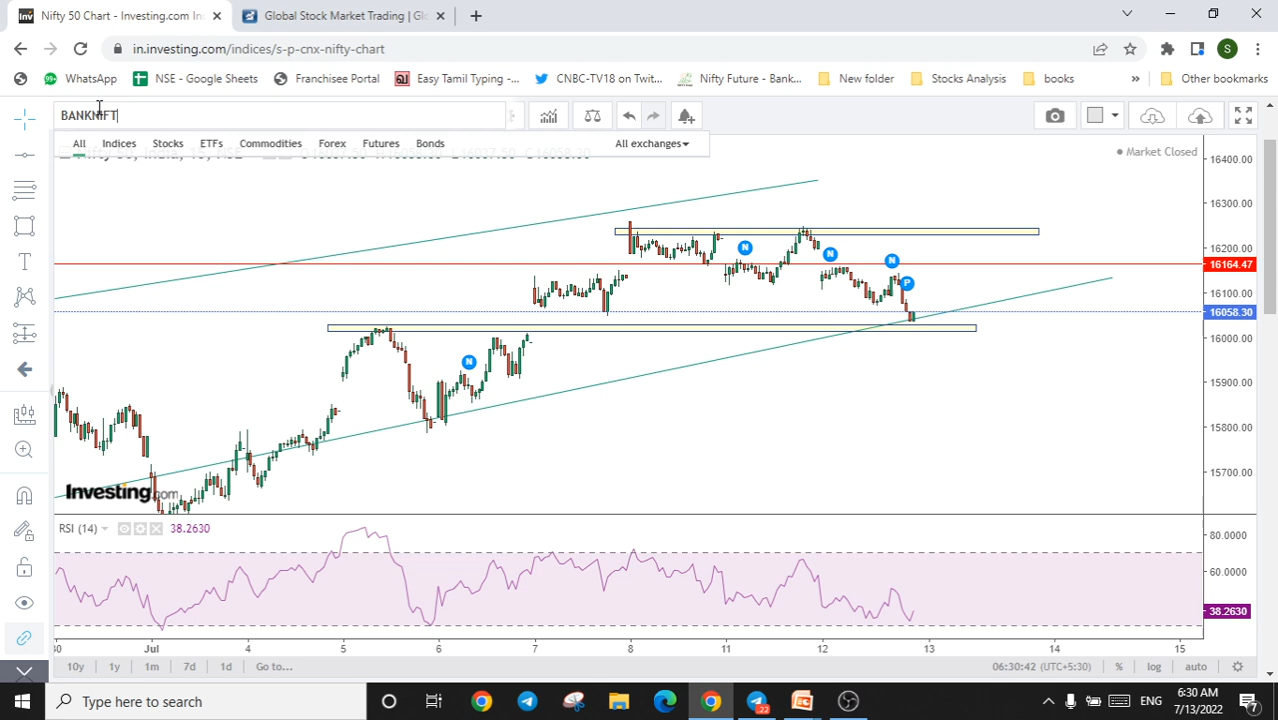 Nifty 50 Chart - Investing.com In
Global Stock Market Trading | Glo
in.investing.com/indices/s-p-cnx-nifty-chart
S
WhatsApp
NSE - Google Sheets
Franchisee Portal
Easy Tamil Typing -...
CNBC-TV18 on Twit...
Nifty Future - Bank...
New folder
Stocks Analysis
books
»
Other bookmarks
BANKNIFT
All Indices Stocks ETFs Commodities Forex Futures Bonds All exchanges
Market Closed
16400.00
16300.00
16200.00
16164.47
16100.00
16058.30
16000.00
15900.00
15800.00
15700.00
N
N
N
P
N
Investing.com
RSI (14) 38.2630
80.0000
60.0000
38.2630
30 Jul 4 5 6 7 8 11 12 13 14 15
10y 1y 1m 7d 1d Go to... 06:30:42 (UTC+5:30) % log auto
Type here to search
22
ENG
6:30 AM
7/13/2022
7